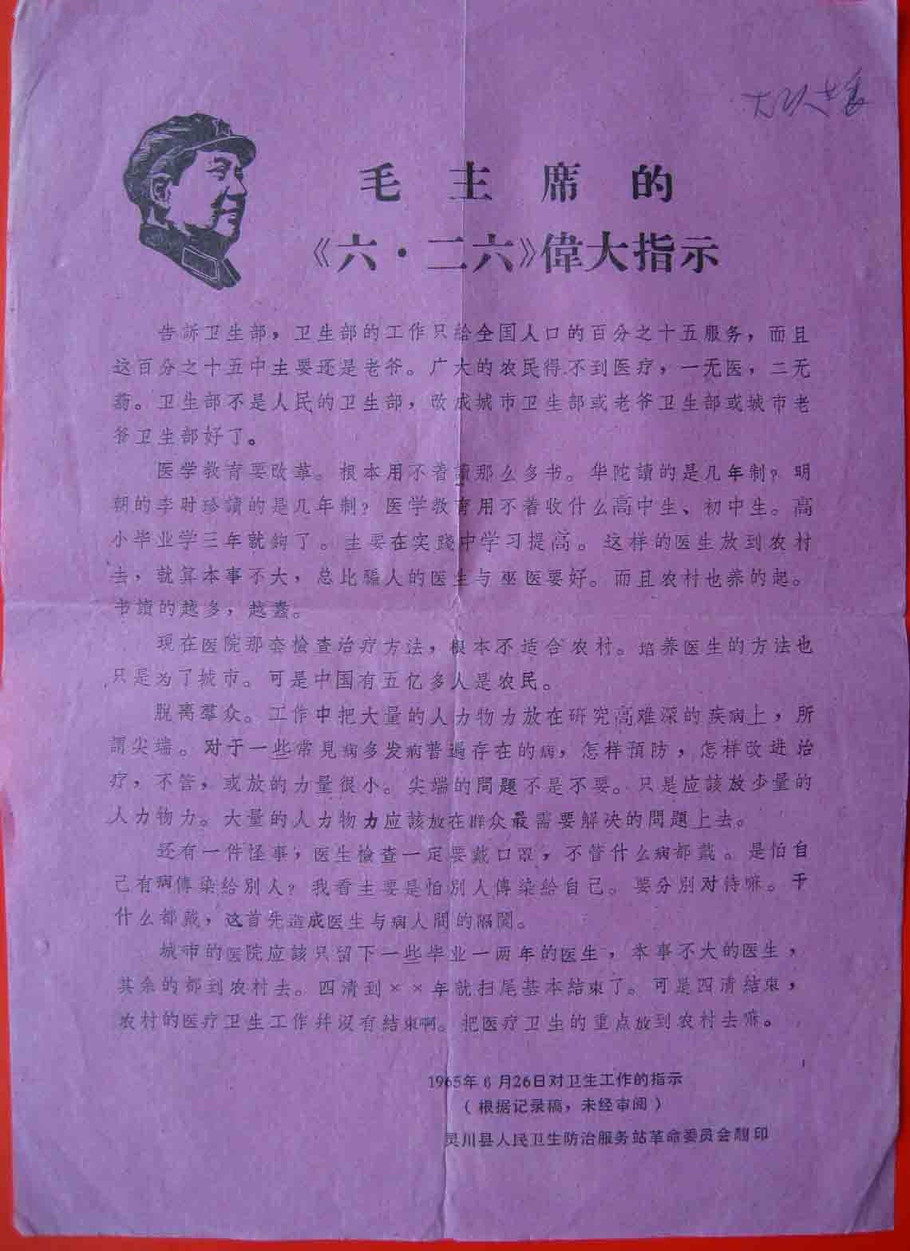 毛主席的
《六·二六》偉大指示
告訴卫生部，卫生部的工作只給全国人口的百分之十五服务，而且
这百分之十五中主要还是老爷。广大的农民得不到医疗，一无医，二无
葯。卫生部不是人民的卫生部，改成城市卫生部或老爷卫生部或城市老
爷卫生部好了。
医学教育要改革。根本用不着讀那么多书。华陀讀的是几年制？明
朝的李时珍讀的是几年制？医学教育用不着收什么高中生、初中生。高
小毕业学三年就夠了。主要在实踐中学习提高。这样的医生放到农村
去，就算本事不大，总比騙人的医生与巫医要好。而且农村也养的起。
书讀的越多，越蠢。
現在医院那套檢查治疗方法，根本不适合农村。培养医生的方法也
只是为了城市。可是中国有五亿多人是农民。
脫离羣众。工作中把大量的人力物力放在研究高难深的疾病上，所
謂尖端。对于一些常見病多发病普遍存在的病，怎样預防，怎样改进治
疗，不管，或放的力量很小。尖端的問題不是不要。只是应該放少量的
人力物力。大量的人力物力应該放在群众最需要解决的問題上去。
还有一件怪事，医生檢查一定要戴口罩，不管什么病都戴。是怕自
己有病傳染給別人？我看主要是怕別人傳染給自己。要分別对待嘛。干
什么都戴，这首先造成医生与病人間的隔閡。
城市的医院应該只留下一些毕业一两年的医生，本事不大的医生，
其余的都到农村去。四清到××年就扫尾基本結束了。可是四清結束，
农村的医疗卫生工作并没有結束啊。把医疗卫生的重点放到农村去嘛。
1965年6月26日对卫生工作的指示
（根据记录稿，未经审阅）
灵川县人民卫生防治服务站革命委员会翻印